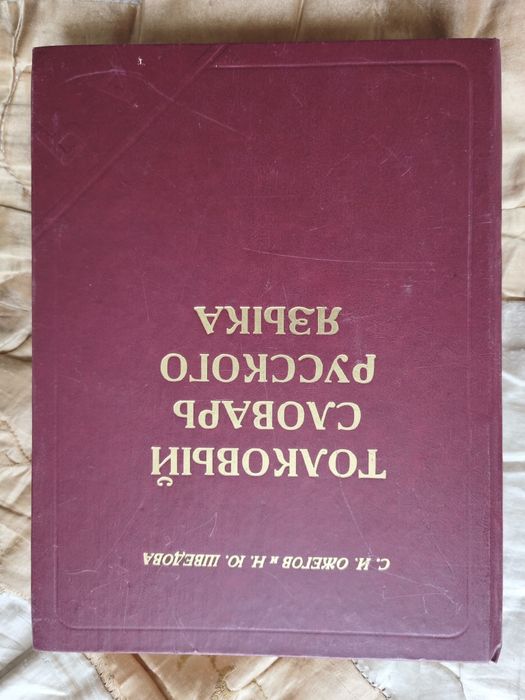 С. И. ОЖЕГОВ и Н. Ю. ШВЕДОВА
ТОЛКОВЫЙ
СЛОВАРЬ
РУССКОГО
ЯЗЫКА